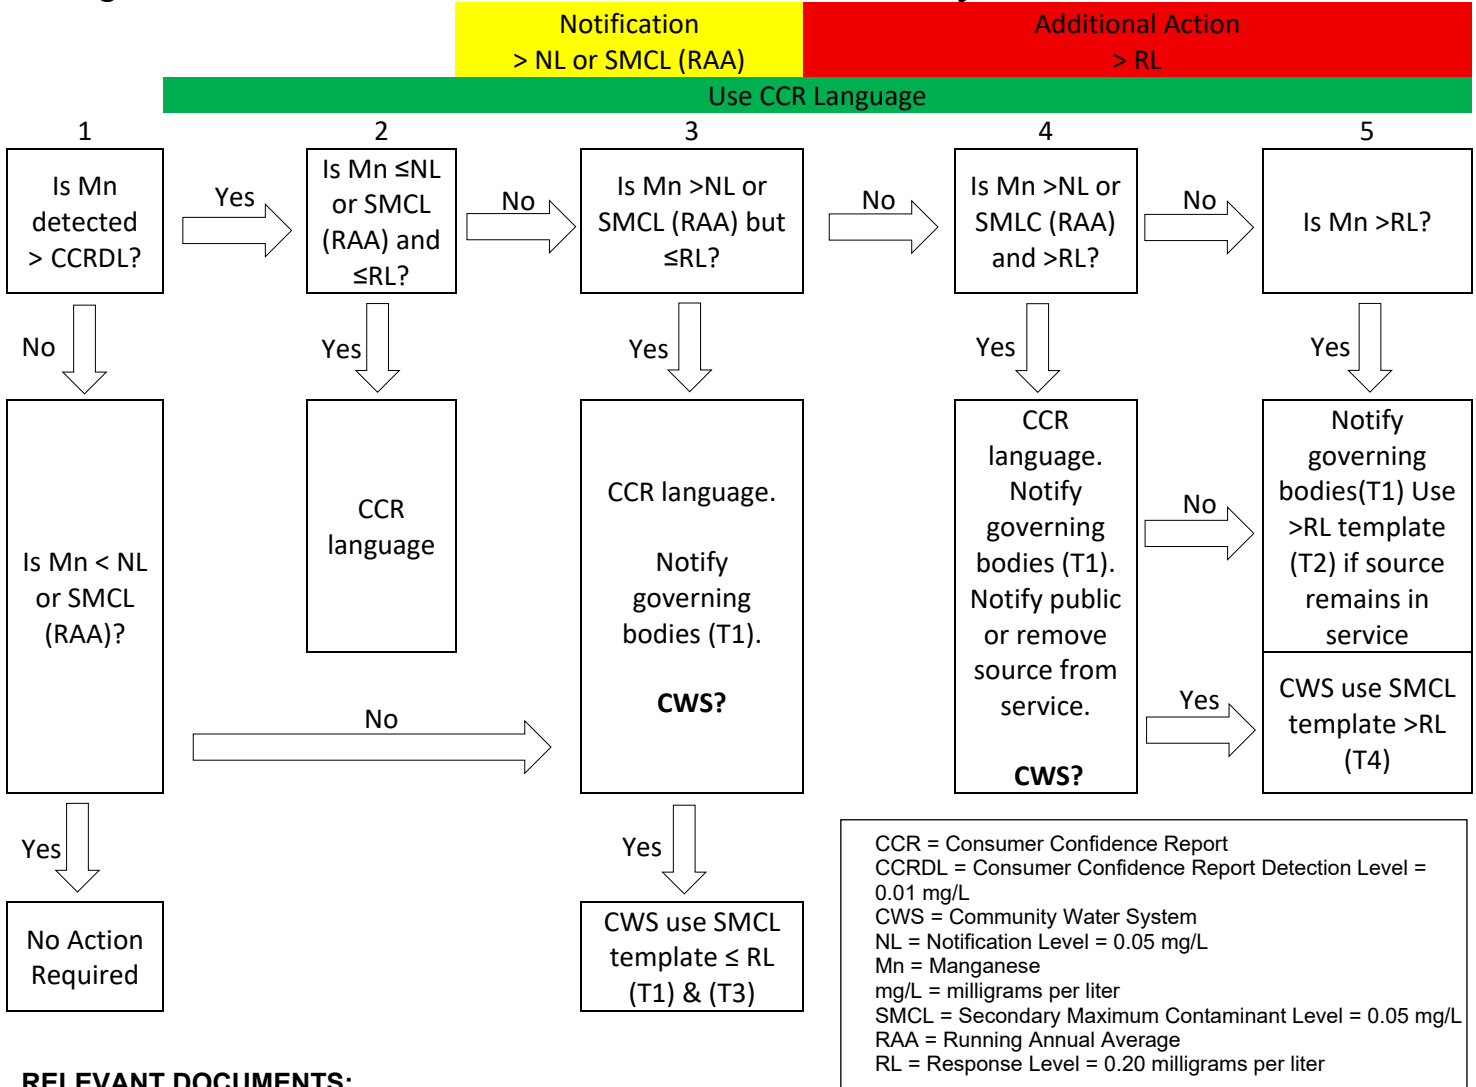 Notification
> NL or SMCL (RAA)
Additional Action
> RL
Use CCR Language
1
2
3
4
5
Is Mn
detected
> CCRDL?
Yes
Is Mn ≤NL
or SMCL
(RAA) and
≤RL?
No
Is Mn >NL or
SMCL (RAA) but
≤RL?
No
Is Mn >NL or
SMLC (RAA)
and >RL?
No
Is Mn >RL?
No
Yes
Yes
Yes
Yes
Is Mn < NL
or SMCL
(RAA)?
CCR
language
CCR language.
Notify
governing
bodies (T1).
CWS?
CCR
language.
Notify
governing
bodies (T1).
Notify public
or remove
source from
service.
CWS?
No
Notify
governing
bodies(T1) Use
>RL template
(T2) if source
remains in
service
No
Yes
CWS use SMCL
template >RL
(T4)
Yes
Yes
No Action
Required
CWS use SMCL
template ≤ RL
(T1) & (T3)
CCR = Consumer Confidence Report
CCRDL = Consumer Confidence Report Detection Level =
0.01 mg/L
CWS = Community Water System
NL = Notification Level = 0.05 mg/L
Mn = Manganese
mg/L = milligrams per liter
SMCL = Secondary Maximum Contaminant Level = 0.05 mg/L
RAA = Running Annual Average
RL = Response Level = 0.20 milligrams per liter
RELEVANT DOCUMENTS: